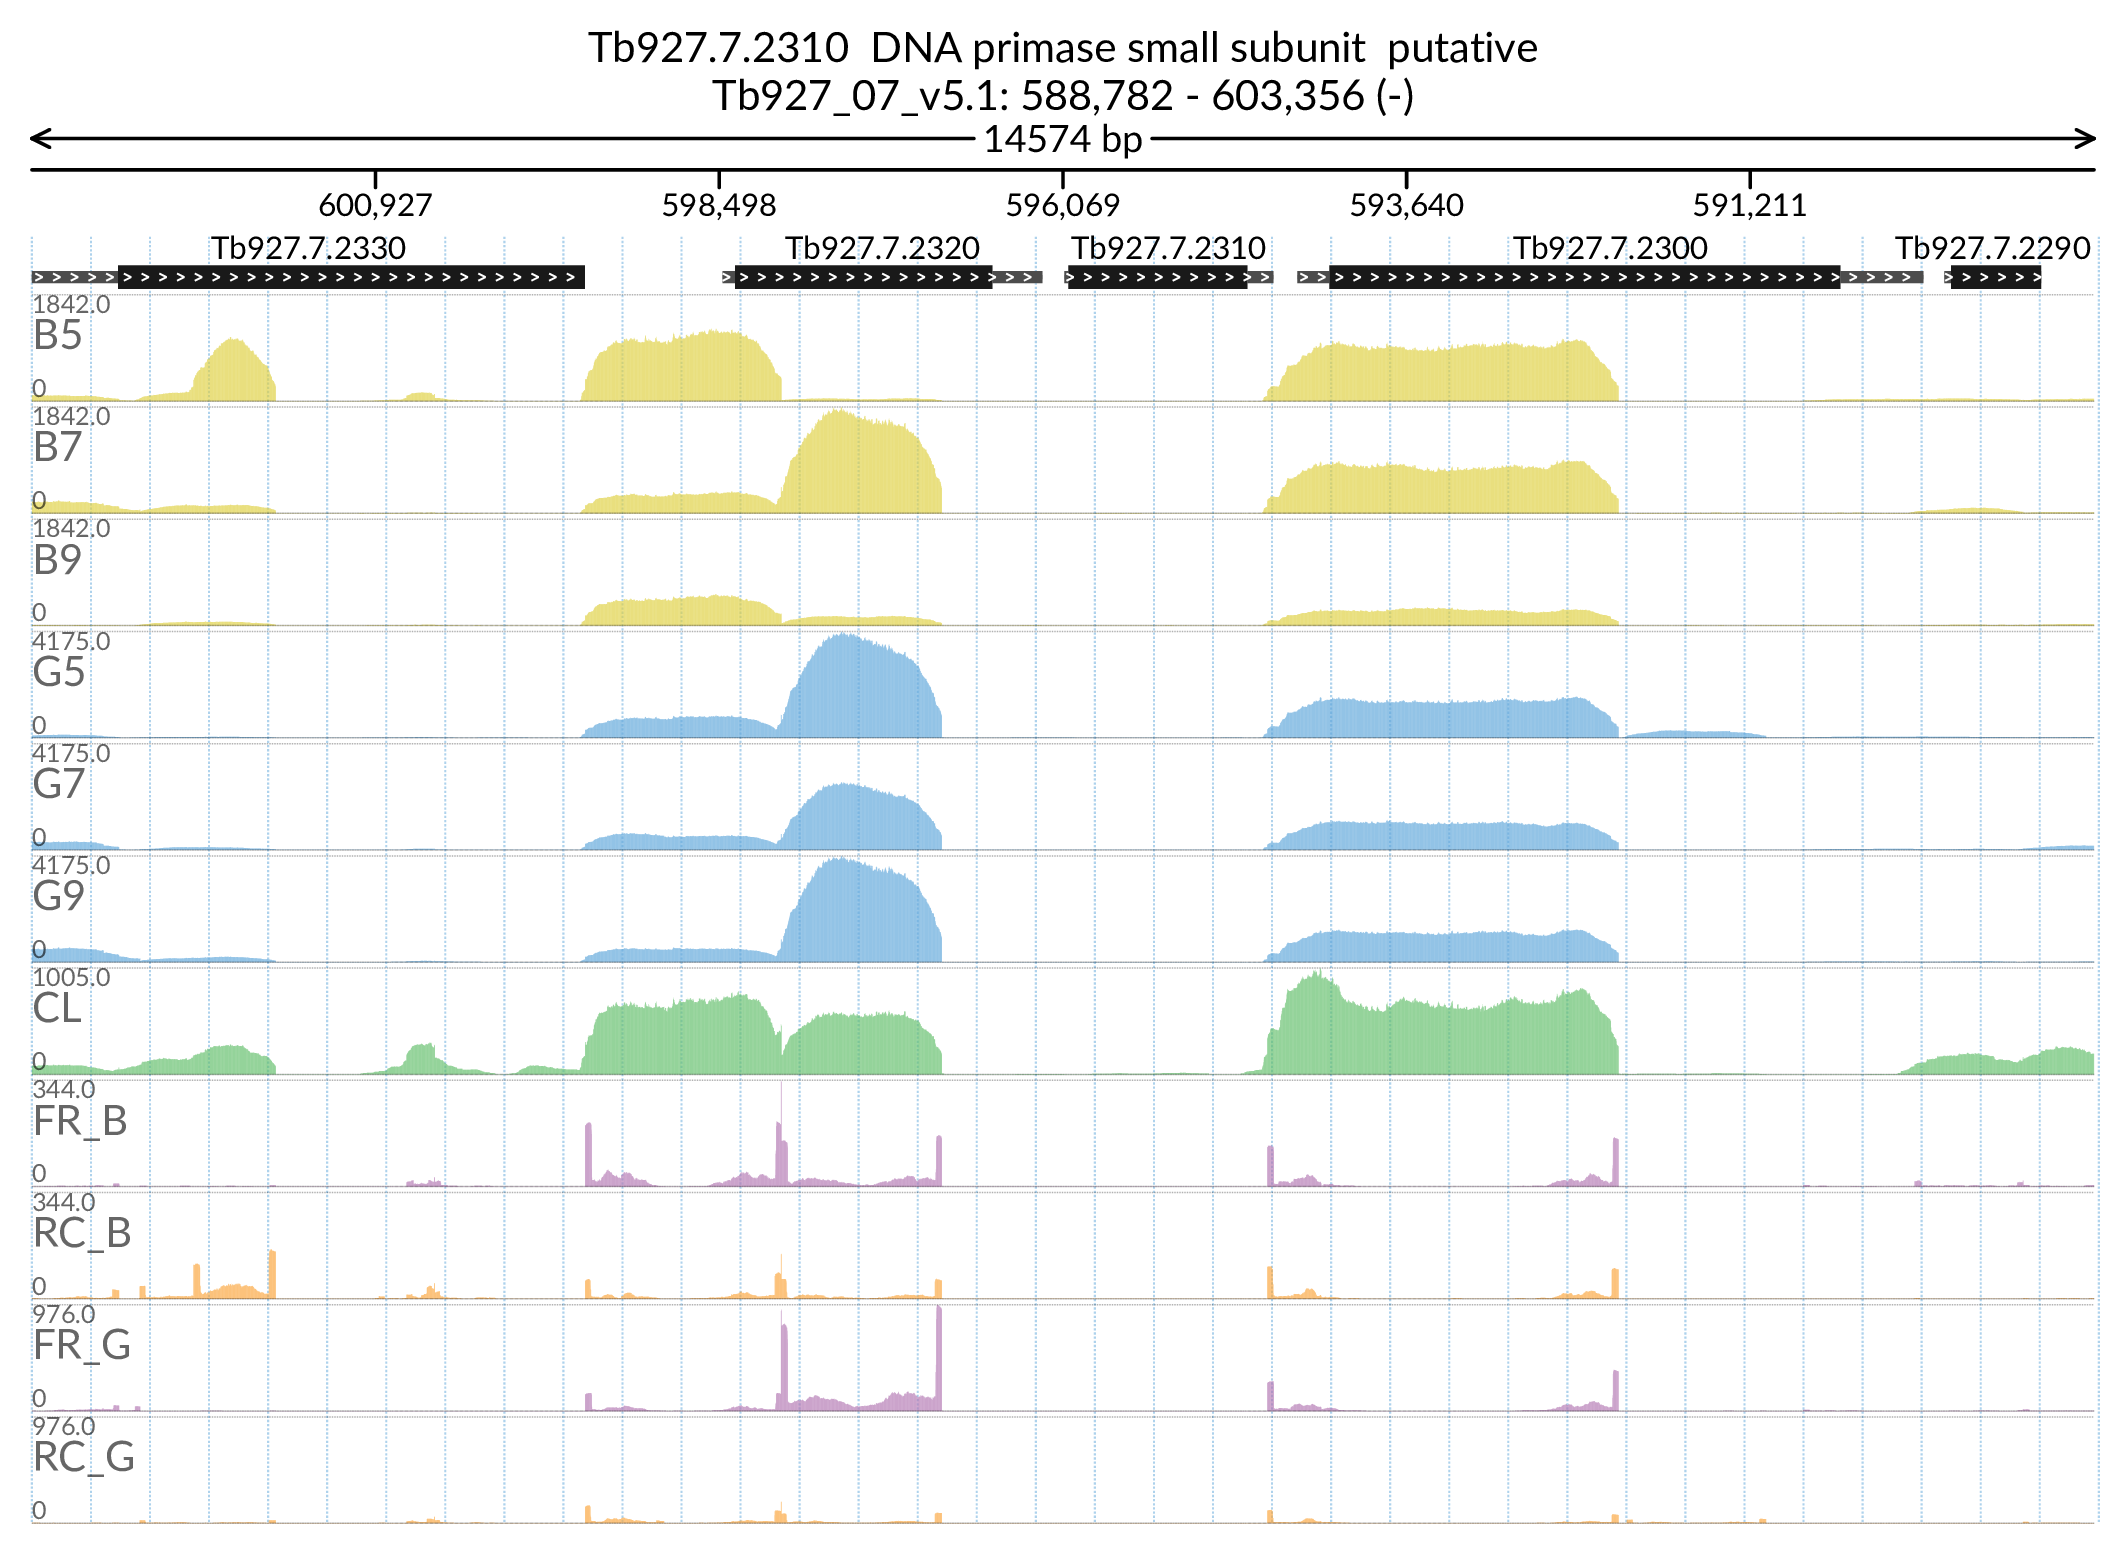 Tb927.7.2310  DNA primase small subunit  putative
Tb927_07_v5.1: 588,782 - 603,356 (-)
14574 bp
600,927 598,498 596,069 593,640 591,211
Tb927.7.2330 Tb927.7.2320 Tb927.7.2310 Tb927.7.2300 Tb927.7.2290
1842.0
B5
0
1842.0
B7
0
1842.0
B9
0
4175.0
G5
0
4175.0
G7
0
4175.0
G9
0
1005.0
CL
0
344.0
FR_B
0
344.0
RC_B
0
976.0
FR_G
0
976.0
RC_G
0